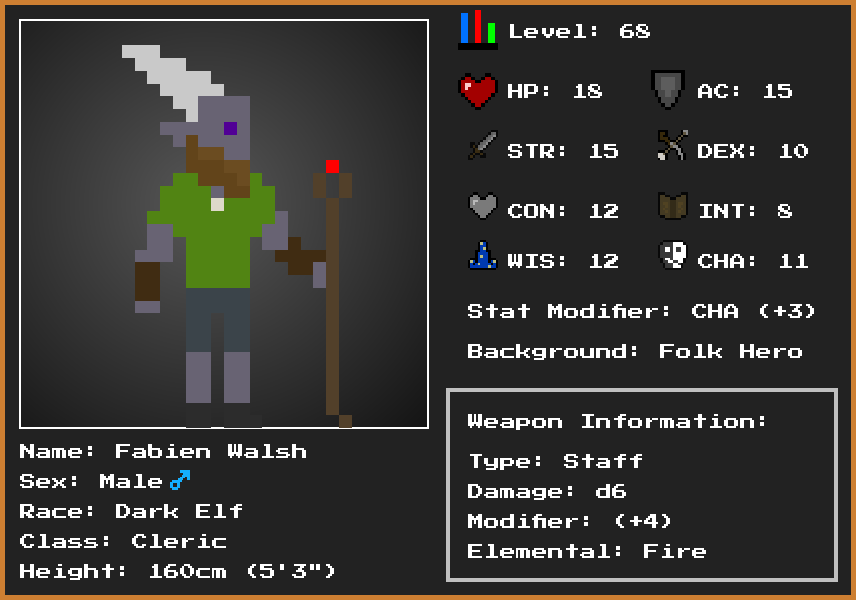 Level: 68
HP: 18
AC: 15
STR: 15
DEX: 10
CON: 12
INT: 8
WIS: 12
CHA: 11
Stat Modifier: CHA (+3)
Background: Folk Hero
Weapon Information:
Type: Staff
Damage: d6
Modifier: (+4)
Elemental: Fire
Name: Fabien Walsh
Sex: Male♂
Race: Dark Elf
Class: Cleric
Height: 160cm (5'3")